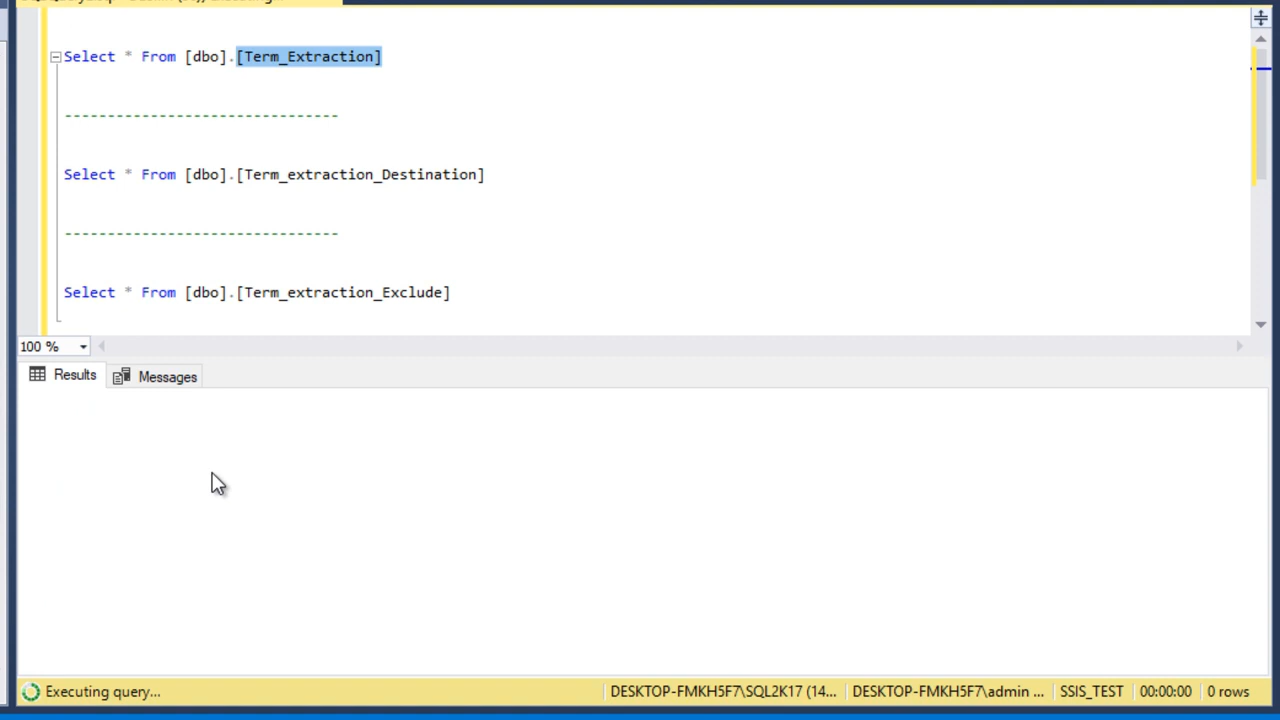 Select * From [dbo].[Term_Extraction]
--------------------------------
Select * From [dbo].[Term_extraction_Destination]
--------------------------------
Select * From [dbo].[Term_extraction_Exclude]
100 %
Results Messages
Executing query... DESKTOP-FMKH5F7\SQL2K17 (14... DESKTOP-FMKH5F7\admin ... SSIS_TEST 00:00:00 0 rows